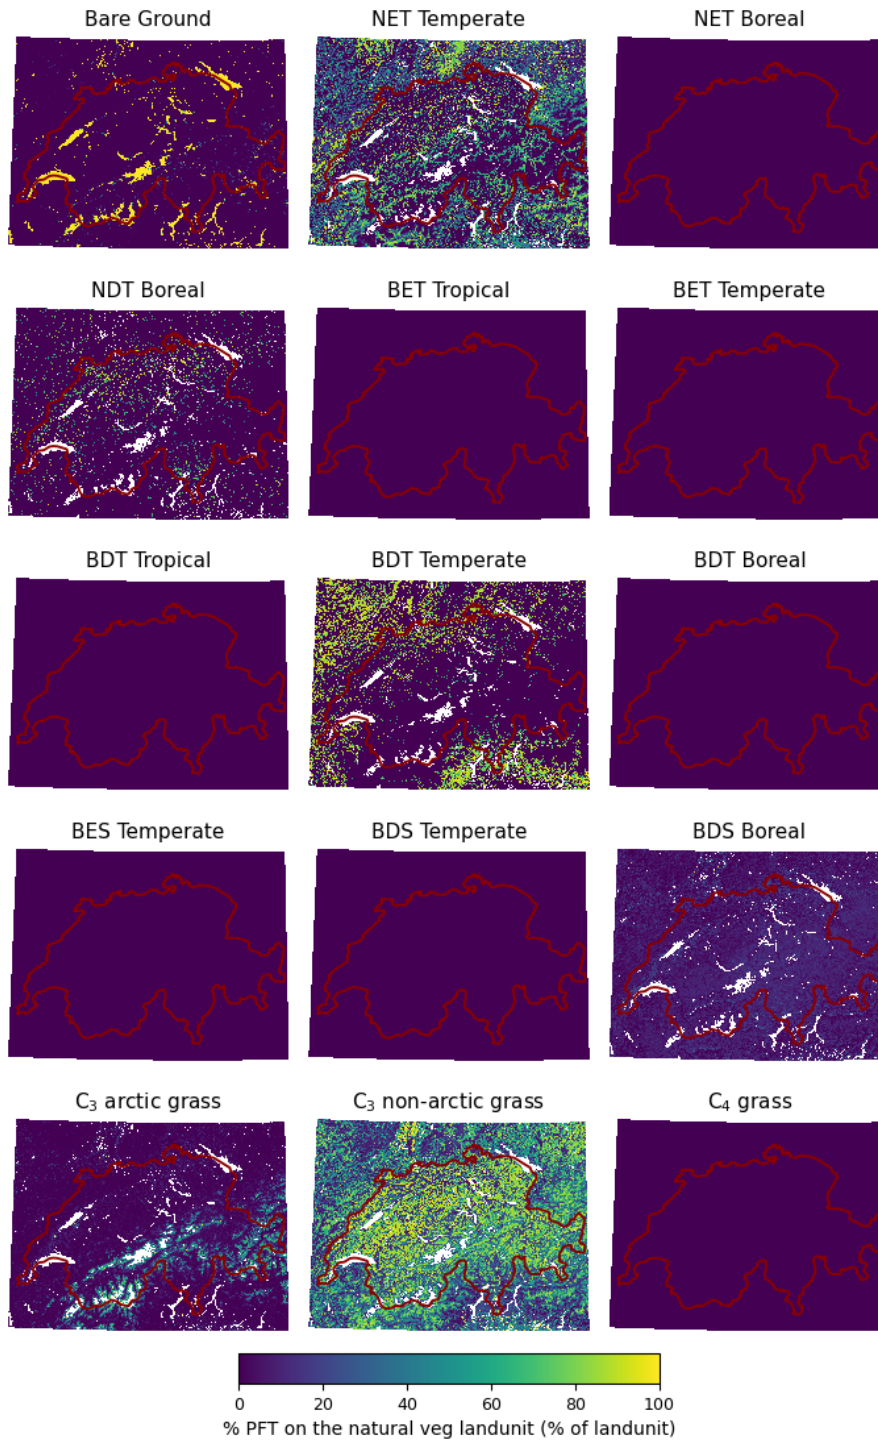 Bare Ground
NET Temperate
NET Boreal
NDT Boreal
BET Tropical
BET Temperate
BDT Tropical
BDT Temperate
BDT Boreal
BES Temperate
BDS Temperate
BDS Boreal
C₃ arctic grass
C₃ non-arctic grass
C₄ grass
0 20 40 60 80 100
% PFT on the natural veg landunit (% of landunit)